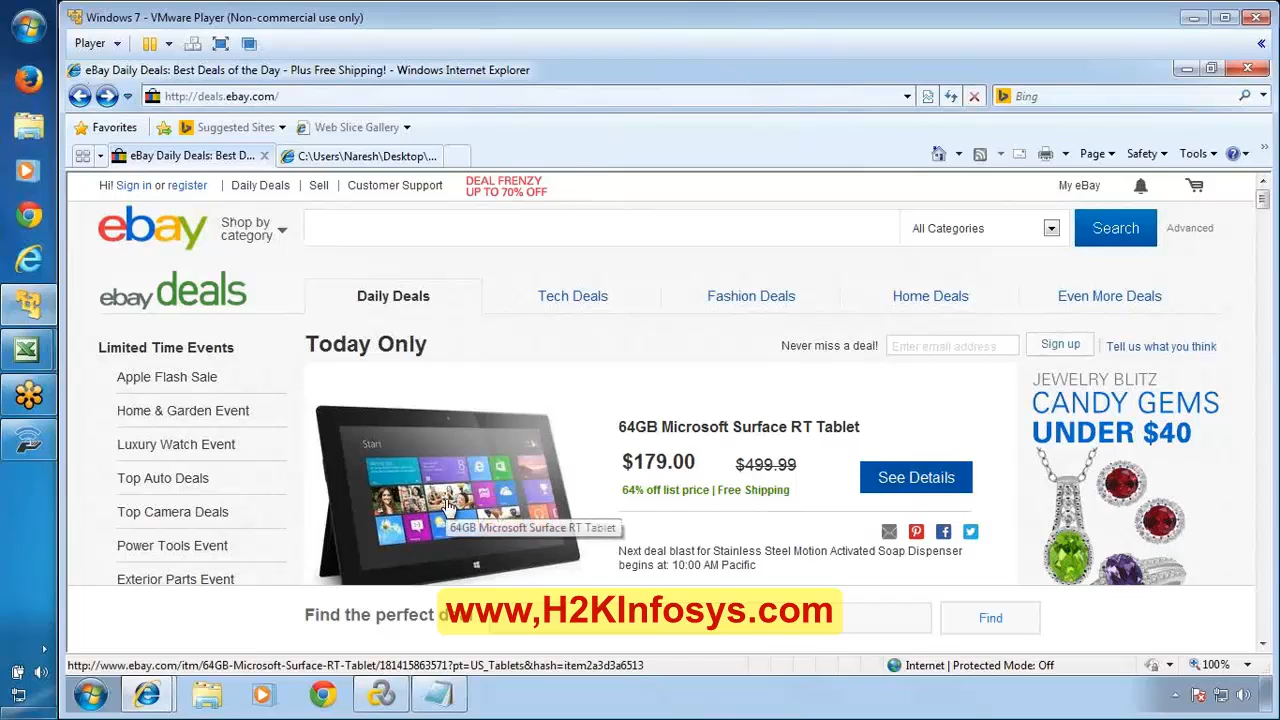 Windows 7 - VMware Player (Non-commercial use only)
Player
eBay Daily Deals: Best Deals of the Day - Plus Free Shipping! - Windows Internet Explorer
http://deals.ebay.com/
Bing
Favorites
Suggested Sites
Web Slice Gallery
eBay Daily Deals: Best D...
C:\Users\Naresh\Desktop\...
Page
Safety
Tools
Hi! Sign in or register
Daily Deals
Sell
Customer Support
DEAL FRENZY
UP TO 70% OFF
My eBay
ebay
Shop by
category
All Categories
Search
Advanced
ebay deals
Daily Deals
Tech Deals
Fashion Deals
Home Deals
Even More Deals
Limited Time Events
Apple Flash Sale
Home & Garden Event
Luxury Watch Event
Top Auto Deals
Top Camera Deals
Power Tools Event
Exterior Parts Event
Today Only
Never miss a deal!
Enter email address
Sign up
Tell us what you think
Start
64GB Microsoft Surface RT Tablet
64GB Microsoft Surface RT Tablet
$179.00
$499.99
64% off list price | Free Shipping
See Details
Next deal blast for Stainless Steel Motion Activated Soap Dispenser
begins at: 10:00 AM Pacific
JEWELRY BLITZ
CANDY GEMS
UNDER $40
Find the perfect
www,H2KInfosys.com
Find
http://www.ebay.com/itm/64GB-Microsoft-Surface-RT-Tablet/181415863571?pt=US_Tablets&hash=item2a3d3a6513
Internet | Protected Mode: Off
100%